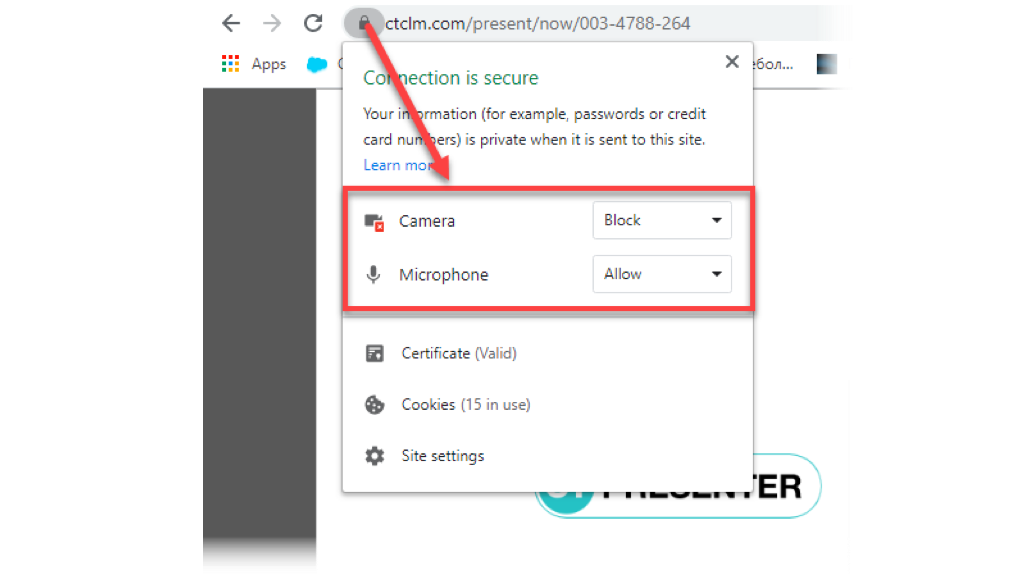 ctclm.com/present/now/003-4788-264
Apps
Connection is secure
Your information (for example, passwords or credit
card numbers) is private when it is sent to this site.
Learn more
Camera
Block
Microphone
Allow
Certificate (Valid)
Cookies (15 in use)
Site settings